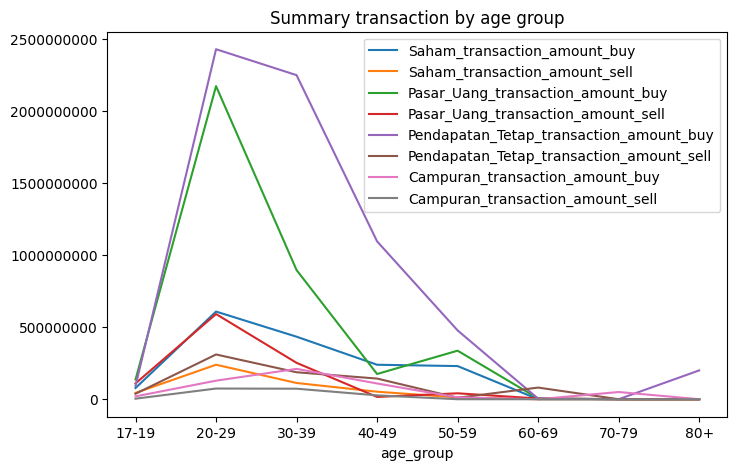 Summary transaction by age group
2500000000
2000000000
1500000000
1000000000
500000000
0
Saham_transaction_amount_buy
Saham_transaction_amount_sell
Pasar_Uang_transaction_amount_buy
Pasar_Uang_transaction_amount_sell
Pendapatan_Tetap_transaction_amount_buy
Pendapatan_Tetap_transaction_amount_sell
Campuran_transaction_amount_buy
Campuran_transaction_amount_sell
17-19 20-29 30-39 40-49 50-59 60-69 70-79 80+
age_group